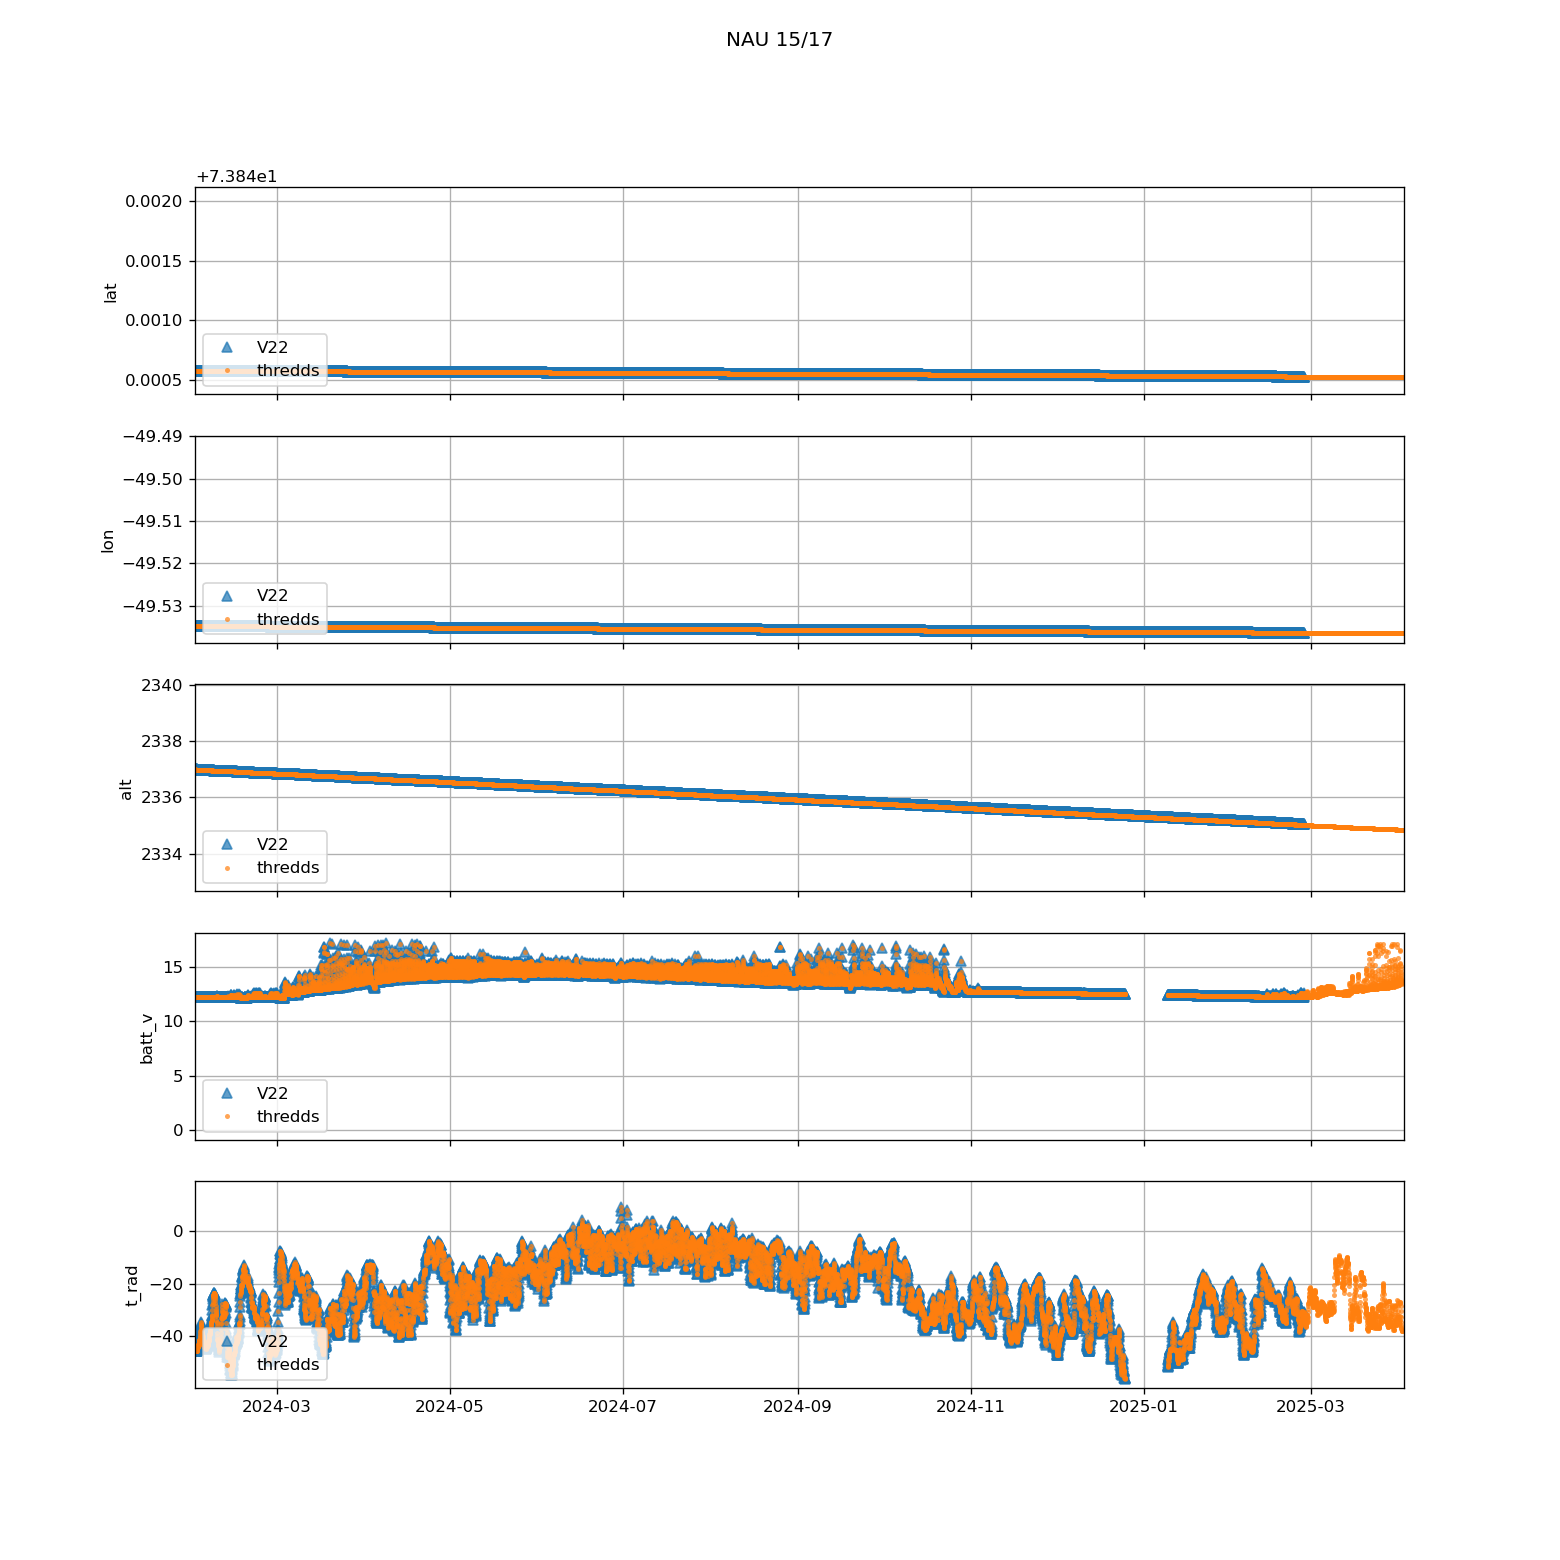 NAU 15/17
+7.384e1
0.0020
0.0015
0.0010
0.0005
lat
V22
thredds
−49.49
−49.50
−49.51
−49.52
−49.53
lon
V22
thredds
2340
2338
2336
2334
alt
V22
thredds
15
10
5
0
batt_v
V22
thredds
0
−20
−40
t_rad
V22
thredds
2024-03 2024-05 2024-07 2024-09 2024-11 2025-01 2025-03